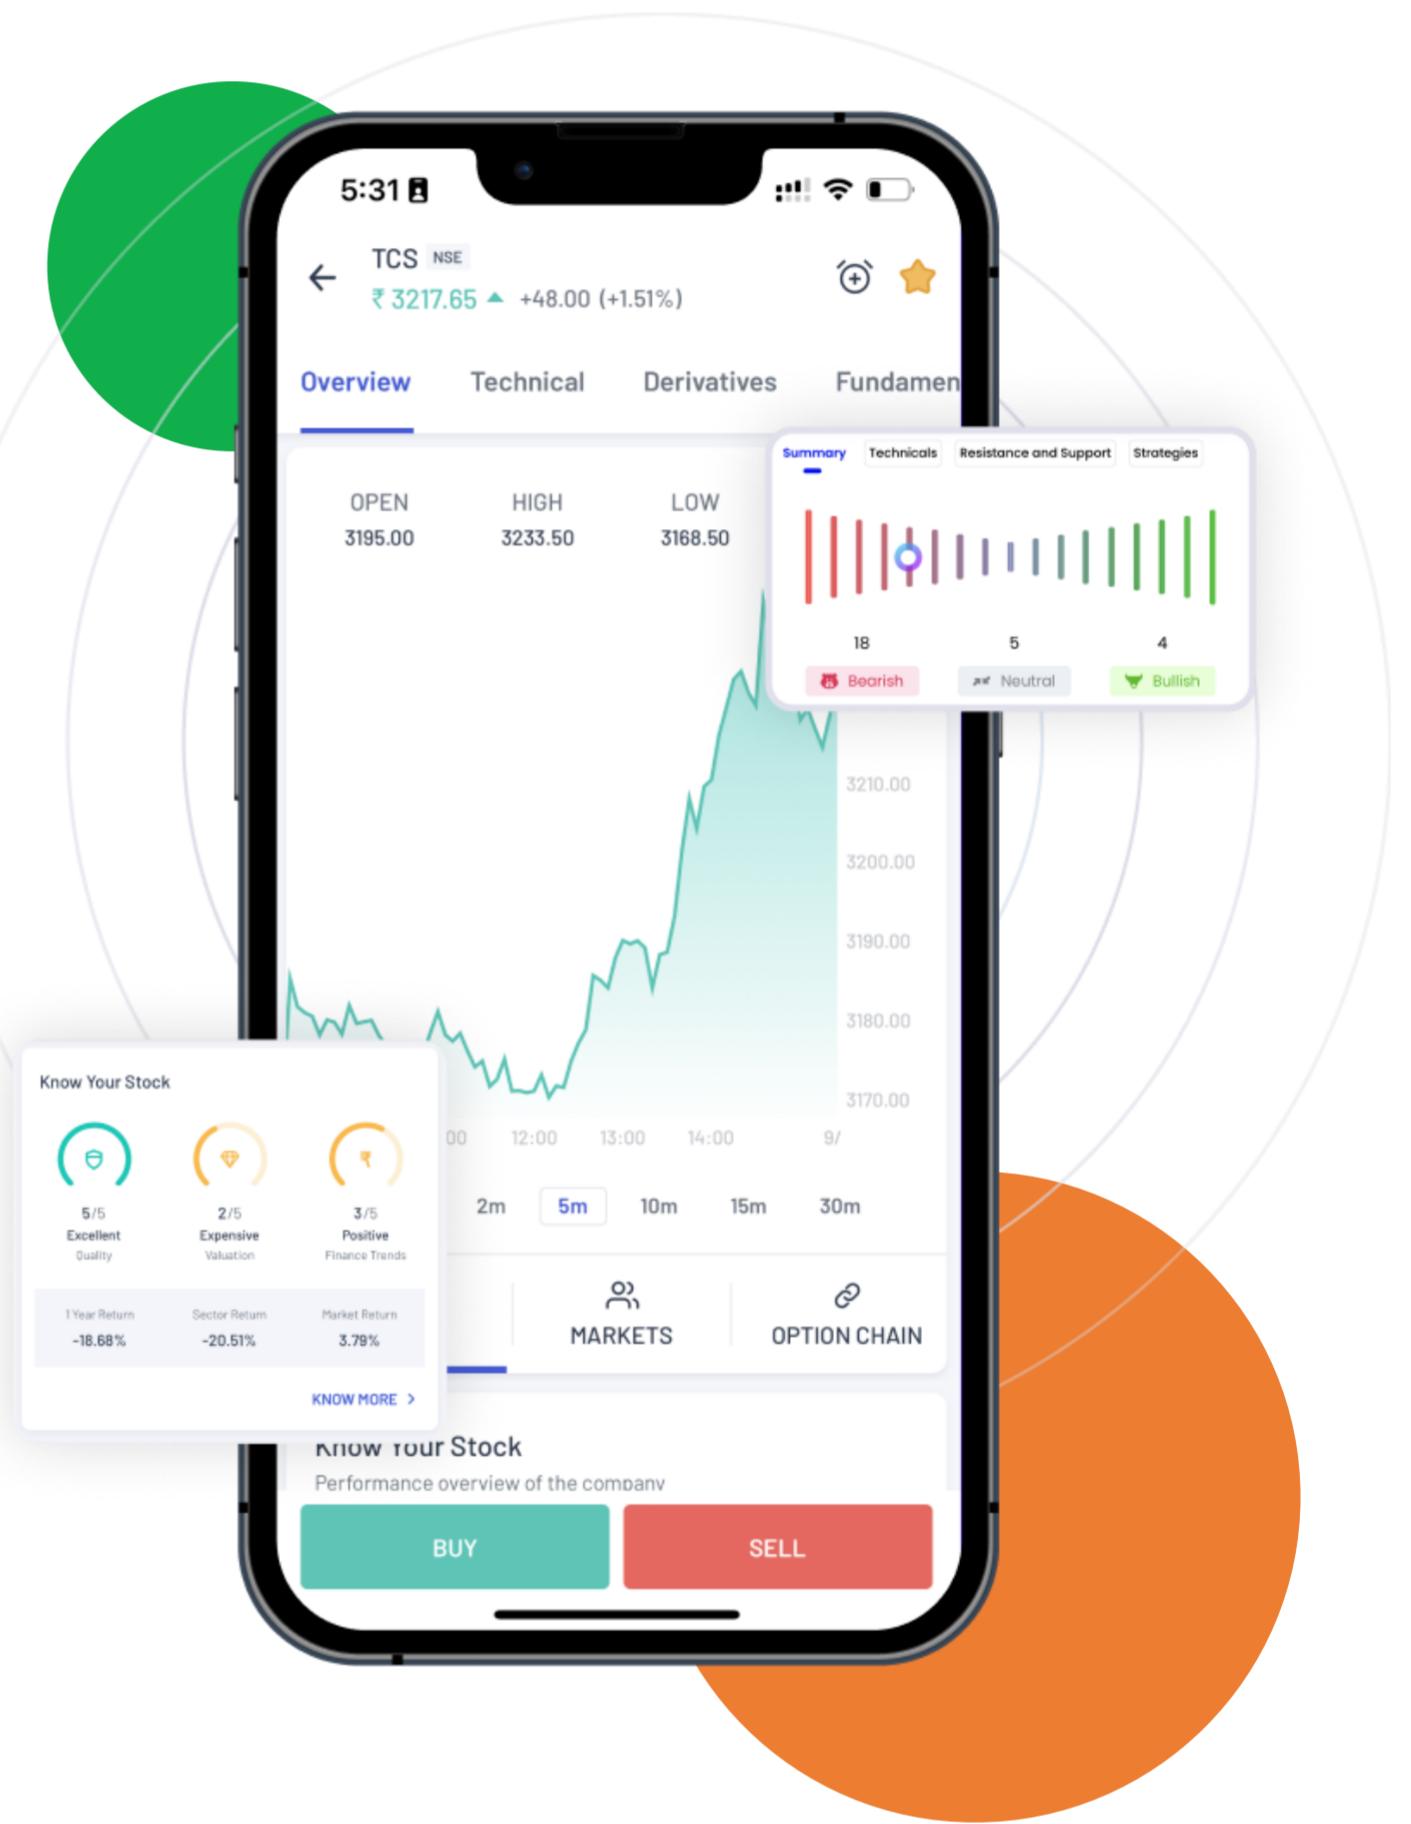 5:31
TCS NSE
₹ 3217.65 +48.00 (+1.51%)
Overview Technical Derivatives Fundamen
OPEN HIGH LOW
3195.00 3233.50 3168.50
Summary Technicals Resistance and Support Strategies
18 5 4
Bearish Neutral Bullish
3210.00
3200.00
3190.00
3180.00
3170.00
00 12:00 13:00 14:00 9/
2m 5m 10m 15m 30m
MARKETS OPTION CHAIN
Know Your Stock
5/5 2/5 3/5
Excellent Expensive Positive
Quality Valuation Finance Trends
1 Year Return Sector Return Market Return
-18.68% -20.51% 3.79%
KNOW MORE >
Know Your Stock
Performance overview of the company
BUY SELL